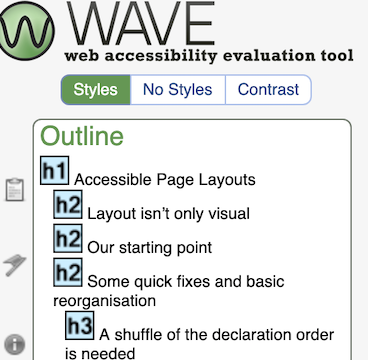 WAVE
web accessibility evaluation tool
Styles No Styles Contrast
Outline
h1 Accessible Page Layouts
h2 Layout isn’t only visual
h2 Our starting point
h2 Some quick fixes and basic
reorganisation
h3 A shuffle of the declaration order
is needed